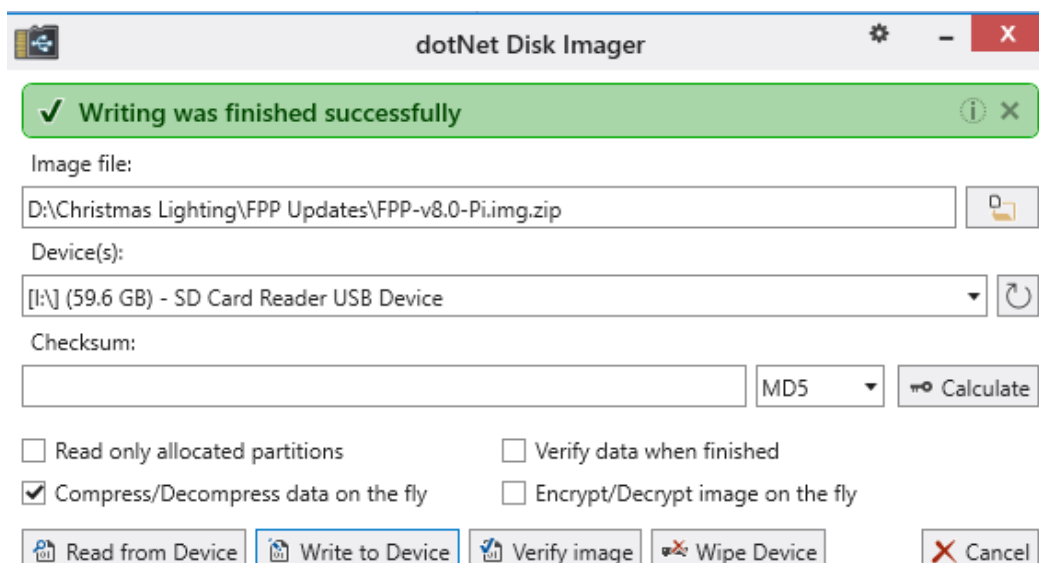 dotNet Disk Imager
Writing was finished successfully
Image file:
D:\Christmas Lighting\FPP Updates\FPP-v8.0-Pi.img.zip
Device(s):
[I:\] (59.6 GB) - SD Card Reader USB Device
Checksum:
MD5 Calculate
Read only allocated partitions Verify data when finished
Compress/Decompress data on the fly Encrypt/Decrypt image on the fly
Read from Device Write to Device Verify image Wipe Device Cancel